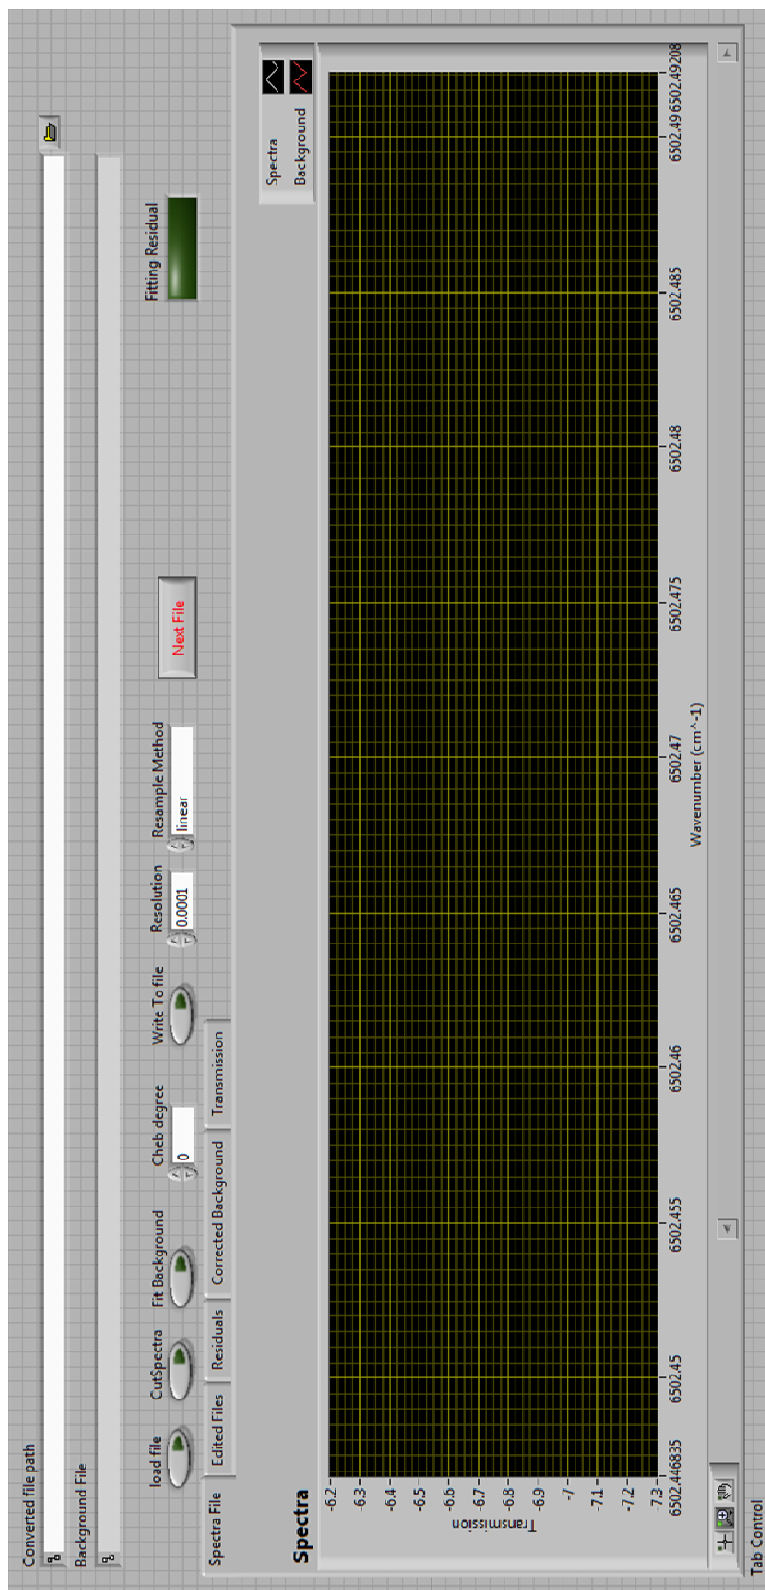 Converted file path
Background File
load file
CutSpectra
Fit Background
Cheb degree
0
Write To file
Resolution
0.0001
Resample Method
linear
Next File
Fitting Residual
Spectra File
Edited Files
Residuals
Corrected Background
Transmission
Spectra
Spectra
Background
Transmission
-6.2
-6.3
-6.4
-6.5
-6.6
-6.7
-6.8
-6.9
-7
-7.1
-7.2
-7.3
6502.446835
6502.45
6502.455
6502.46
6502.465
6502.47
6502.475
6502.48
6502.485
6502.49
6502.49208
Wavenumber (cm^-1)
Tab Control